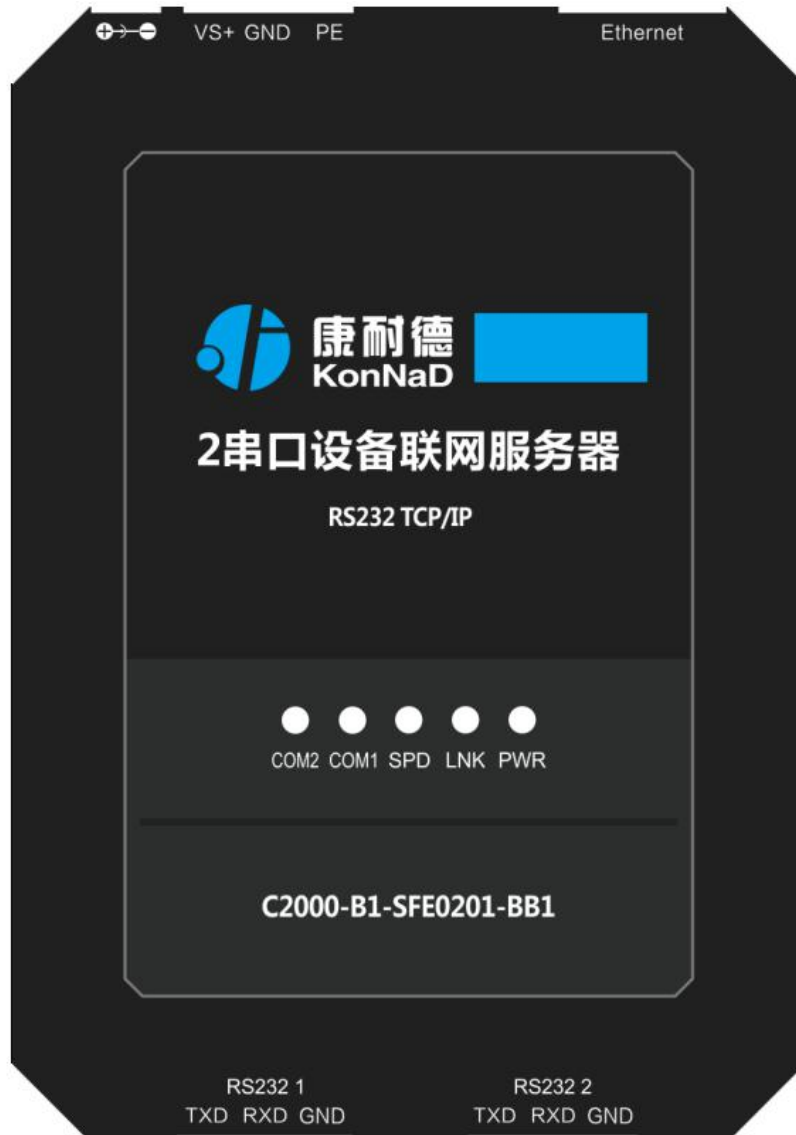 VS+ GND PE Ethernet
康耐德
KonNaD
2串口设备联网服务器
RS232 TCP/IP
COM2 COM1 SPD LNK PWR
C2000-B1-SFE0201-BB1
RS232 1 RS232 2
TXD RXD GND TXD RXD GND